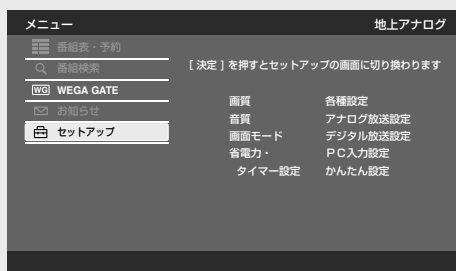 メニュー
地上アナログ
番組表・予約
番組検索
WG WEGA GATE
お知らせ
セットアップ
[ 決定 ] を押すとセットアップの画面に切り換わります
画質 各種設定
音質 アナログ放送設定
画面モード デジタル放送設定
省電力・ ＰＣ入力設定
タイマー設定 かんたん設定